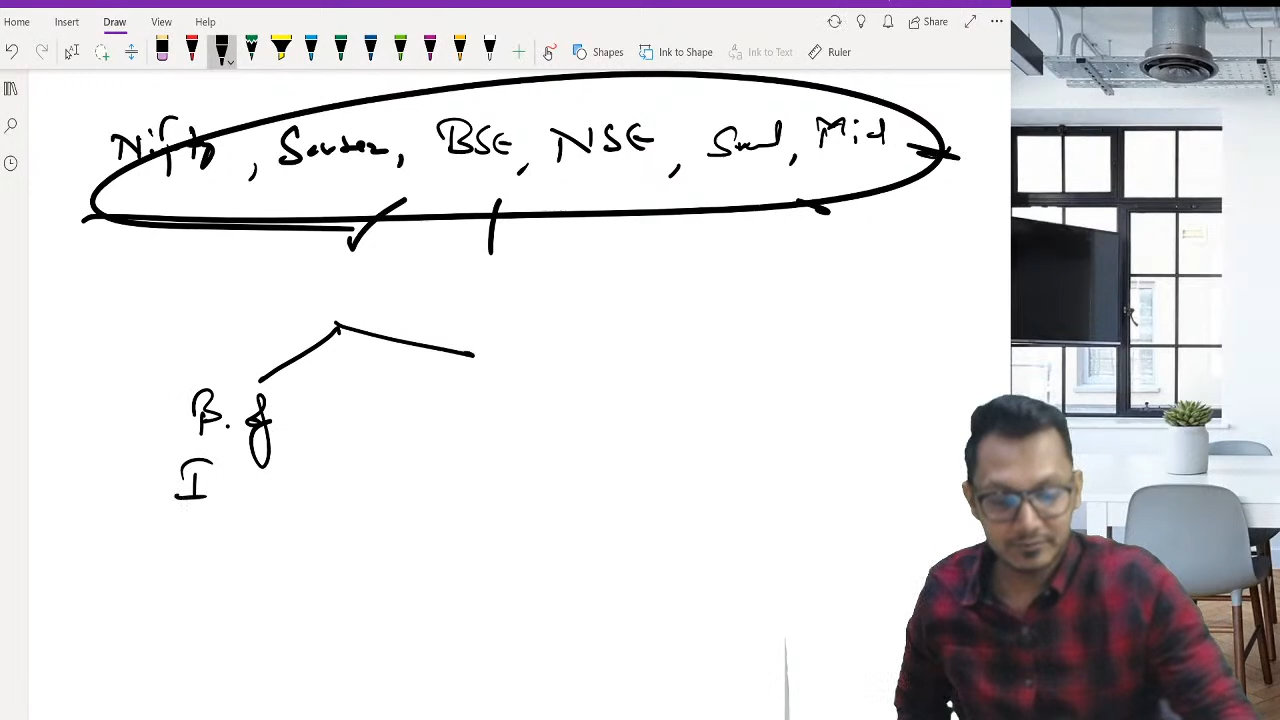 Home Insert Draw View Help
Share
Shapes Ink to Shape Ink to Text Ruler
Nifty, Sensex, BSE, NSE, Small, Mid
B. of
I